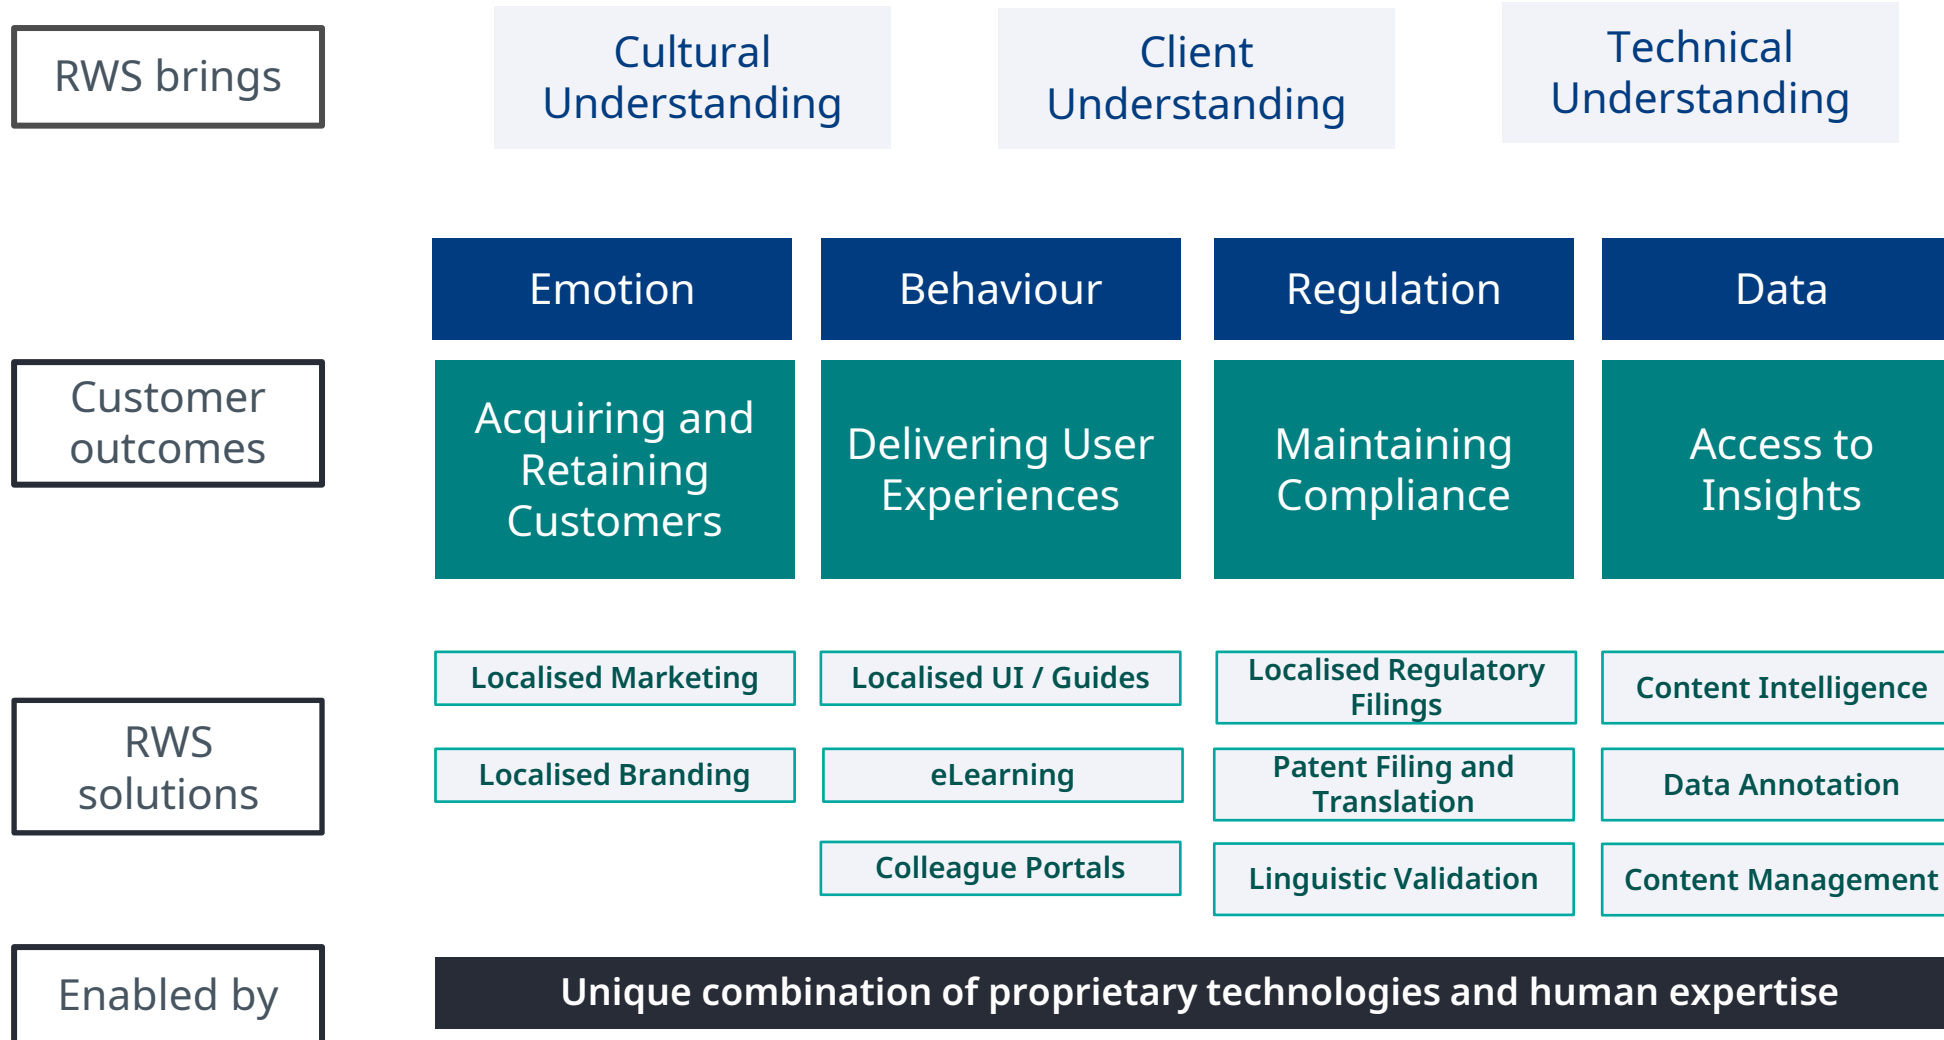 RWS brings
Cultural
Understanding
Client
Understanding
Technical
Understanding
Emotion
Behaviour
Regulation
Data
Customer
outcomes
Acquiring and
Retaining
Customers
Delivering User
Experiences
Maintaining
Compliance
Access to
Insights
RWS
solutions
Localised Marketing
Localised UI / Guides
Localised Regulatory
Filings
Content Intelligence
Localised Branding
eLearning
Patent Filing and
Translation
Data Annotation
Colleague Portals
Linguistic Validation
Content Management
Enabled by
Unique combination of proprietary technologies and human expertise